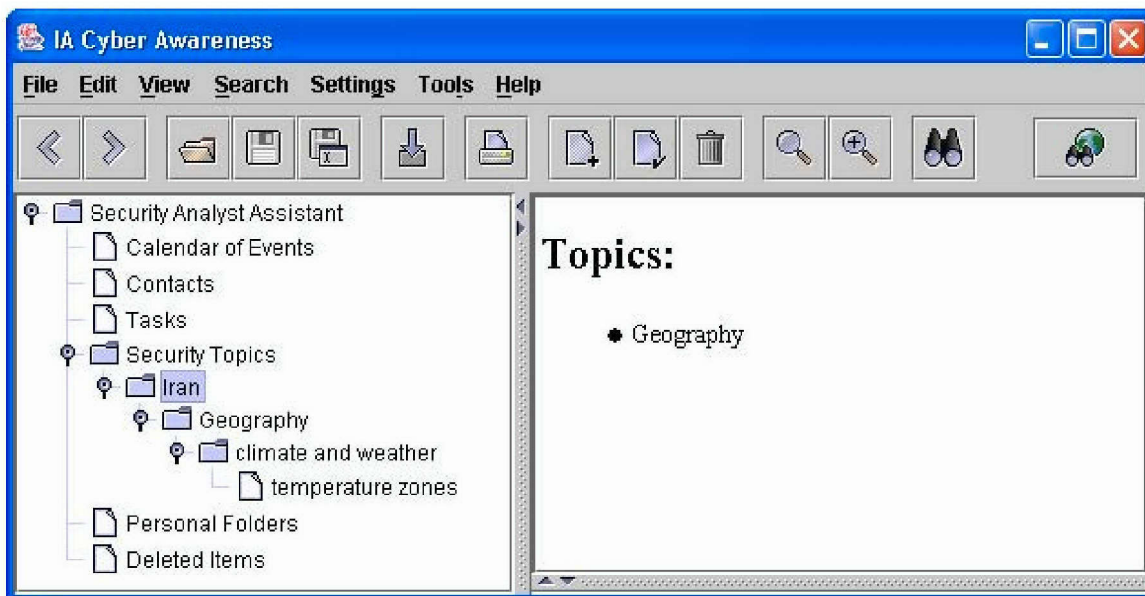 IA Cyber Awareness
File Edit View Search Settings Tools Help
Security Analyst Assistant
Calendar of Events
Contacts
Tasks
Security Topics
Iran
Geography
climate and weather
temperature zones
Personal Folders
Deleted Items
Topics:
Geography